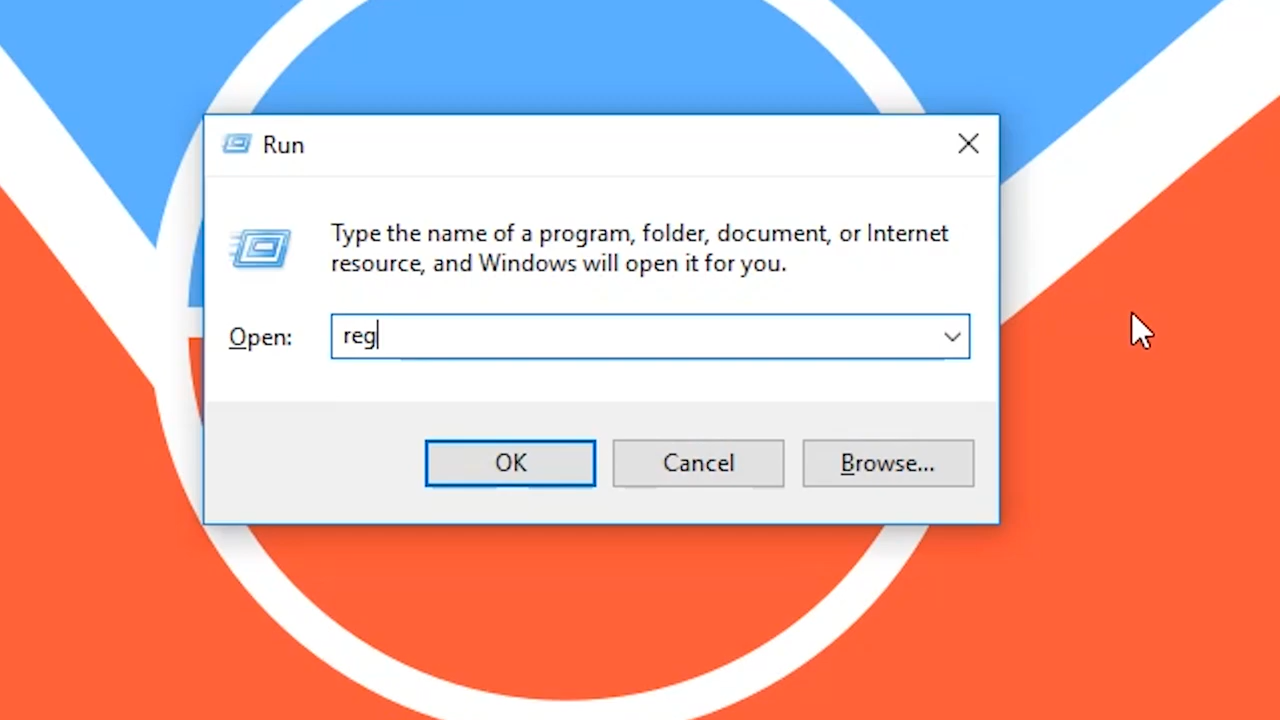 Run
Type the name of a program, folder, document, or Internet
resource, and Windows will open it for you.
Open: reg
OK Cancel Browse...